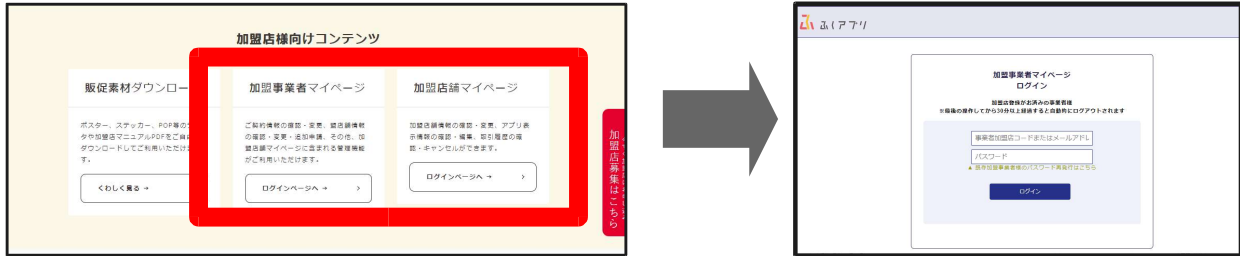 加盟店様向けコンテンツ
販促素材ダウンロー
ポスター、ステッカー、POP等の
タや加盟店マニュアルPDFをご自
ダウンロードしてご利用いただけ
す。
くわしく見る →
加盟事業者マイページ
ご契約情報の確認・変更、加盟店舗情報
の確認・変更・追加申請、その他、加
盟店舗マイページに含まれる管理機能
がご利用いただけます。
ログインページへ →
加盟店舗マイページ
加盟店舗情報の確認・変更、アプリ表
示情報の確認・編集、取引履歴の確
認・キャンセルができます。
ログインページへ →
加盟店募集はこちら
ふくアプリ
加盟事業者マイページ
ログイン
加盟店登録がお済みの事業者様
※最後の操作してから30分以上経過すると自動的にログアウトされます
事業者加盟店コードまたはメールアドレ
パスワード
▲ 既存加盟事業者様のパスワード再発行はこちら
ログイン